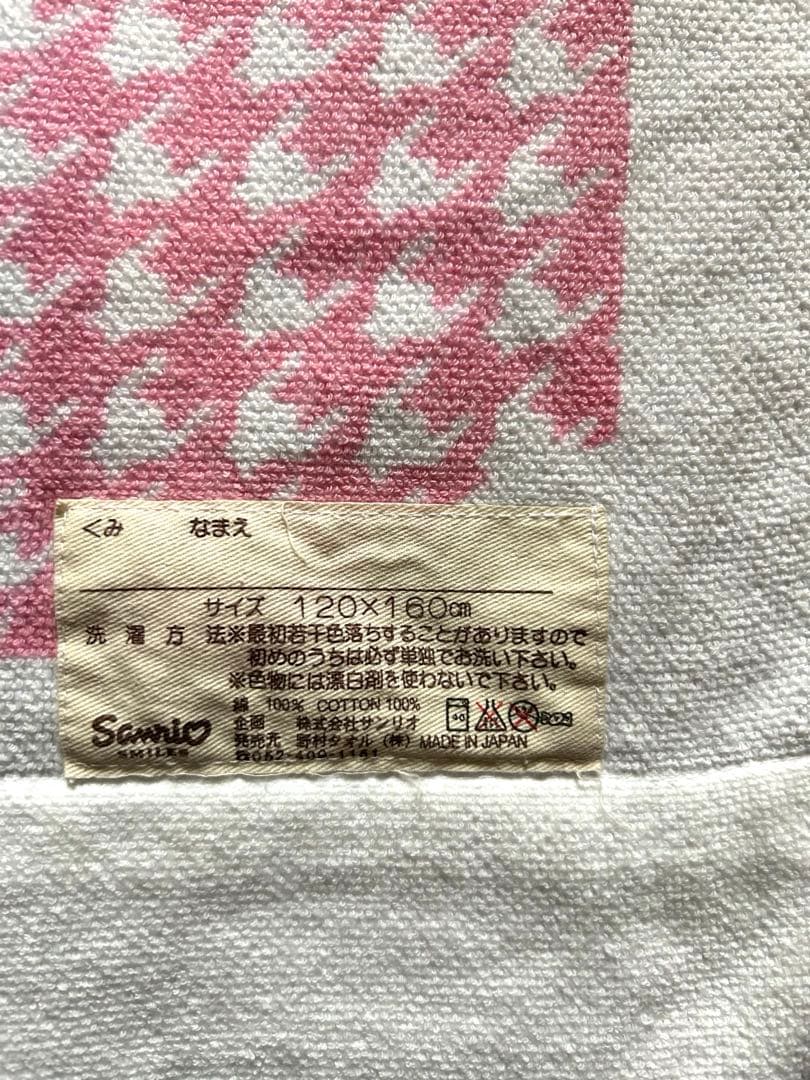 くみ なまえ
サイズ 120×160cm
洗濯方法※最初若干色落ちすることがありますので
初めのうちは必ず単独でお洗い下さい。
※色物には漂白剤を使わないで下さい。
綿 100% COTTON 100%
企画 株式会社サンリオ
発売元 野村タオル(株) MADE IN JAPAN
Sanrio
SMILES
40